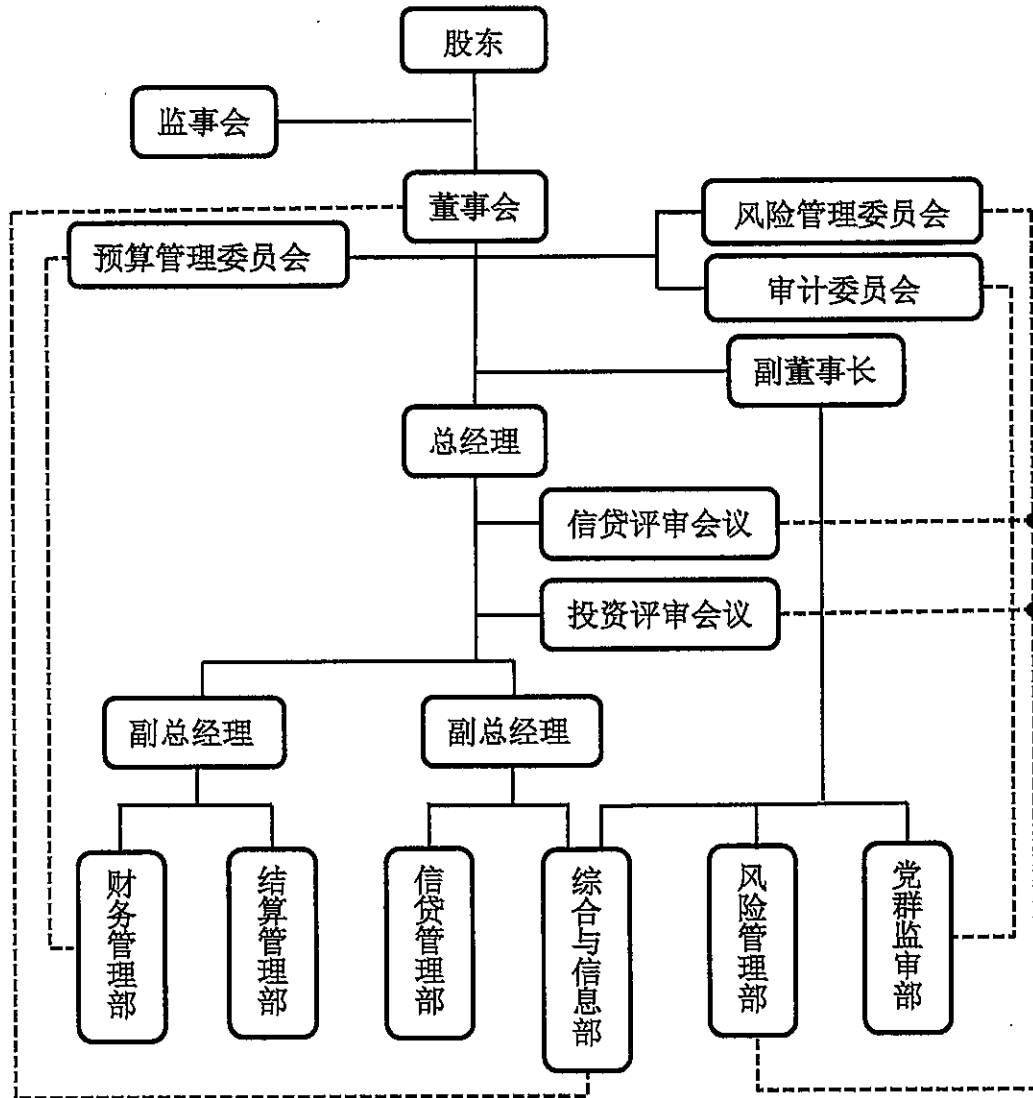 股东
监事会
董事会
风险管理委员会
预算管理委员会
审计委员会
副董事长
总经理
信贷评审会议
投资评审会议
副总经理
副总经理
财务管理部
结算管理部
信贷管理部
综合与信息部
风险管理部
党群监审部